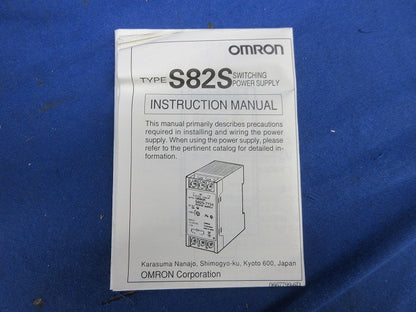 OMRON
TYPE S82S SWITCHING
POWER SUPPLY
INSTRUCTION MANUAL
This manual primarily describes precautions
required in installing and wiring the power
supply. When using the power supply, please
refer to the pertinent catalog for detailed in-
formation.
Karasuma Nanajo, Shimogyo-ku, Kyoto 600, Japan
OMRON Corporation